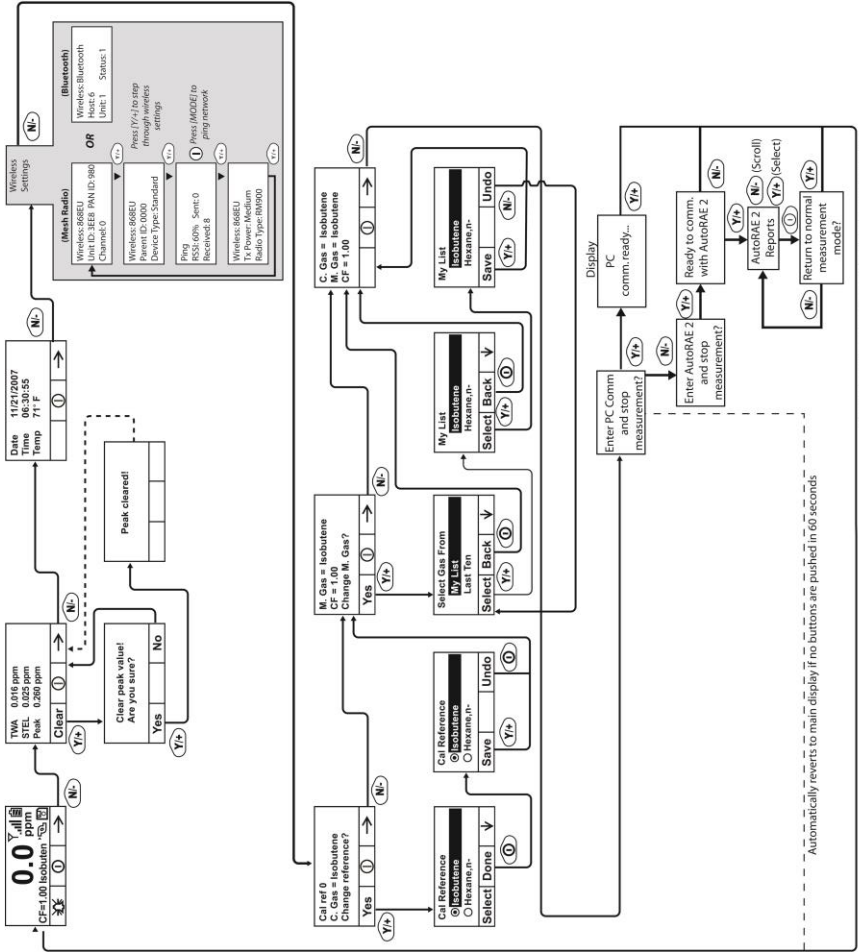 0.0
ppm
CF=1.00 Isobuten
N/-
TWA 0.016 ppm
STEL 0.025 ppm
Peak 0.260 ppm
Clear
Y/+
N/-
Clear peak value!
Are you sure?
Yes No
Y/+
Peak cleared!
Date 11/21/2007
Time 06:30:55
Temp 71° F
N/-
Wireless
Settings
N/-
(Mesh Radio)
Wireless:868EU
Unit ID: 3EE8 PAN ID: 980
Channel:0
Y/+
OR
(Bluetooth)
Wireless: Bluetooth
Host: 6
Unit: 1 Status: 1
Press [Y/+] to step
through wireless
settings
Wireless:868EU
Parent ID: 0000
Device Type: Standard
Y/+
Ping
RSSI: 60% Sent: 0
Received: 8
Press [MODE] to
ping network
Y/+
Wireless:868EU
Tx Power: Medium
Radio Type: RM900
Y/+
Cal ref 0
C. Gas = Isobutene
Change reference?
Yes
Y/+
N/-
Cal Reference
Isobutene
Hexane,n-
Select Done
Cal Reference
Isobutene
Hexane,n-
Save Undo
Y/+
M. Gas = Isobutene
CF = 1.00
Change M. Gas?
Yes
Y/+
N/-
Select Gas From
My List
Last Ten
Select Back
Y/+
C. Gas = Isobutene
M. Gas = Isobutene
CF = 1.00
N/-
My List
Isobutene
Hexane,n-
Select Back
Y/+
My List
Isobutene
Hexane,n-
Save Undo
Y/+
N/-
Enter PC Comm
and stop
measurement?
Y/+
N/-
Display
PC
comm. ready...
Y/+
Enter AutoRAE 2
and stop
measurement?
Y/+
Ready to comm.
with AutoRAE 2
N/-
Y/+
AutoRAE 2
Reports
N/- (Scroll)
Y/+ (Select)
Return to normal
measurement
mode?
N/-
Y/+
Automatically reverts to main display if no buttons are pushed in 60 seconds